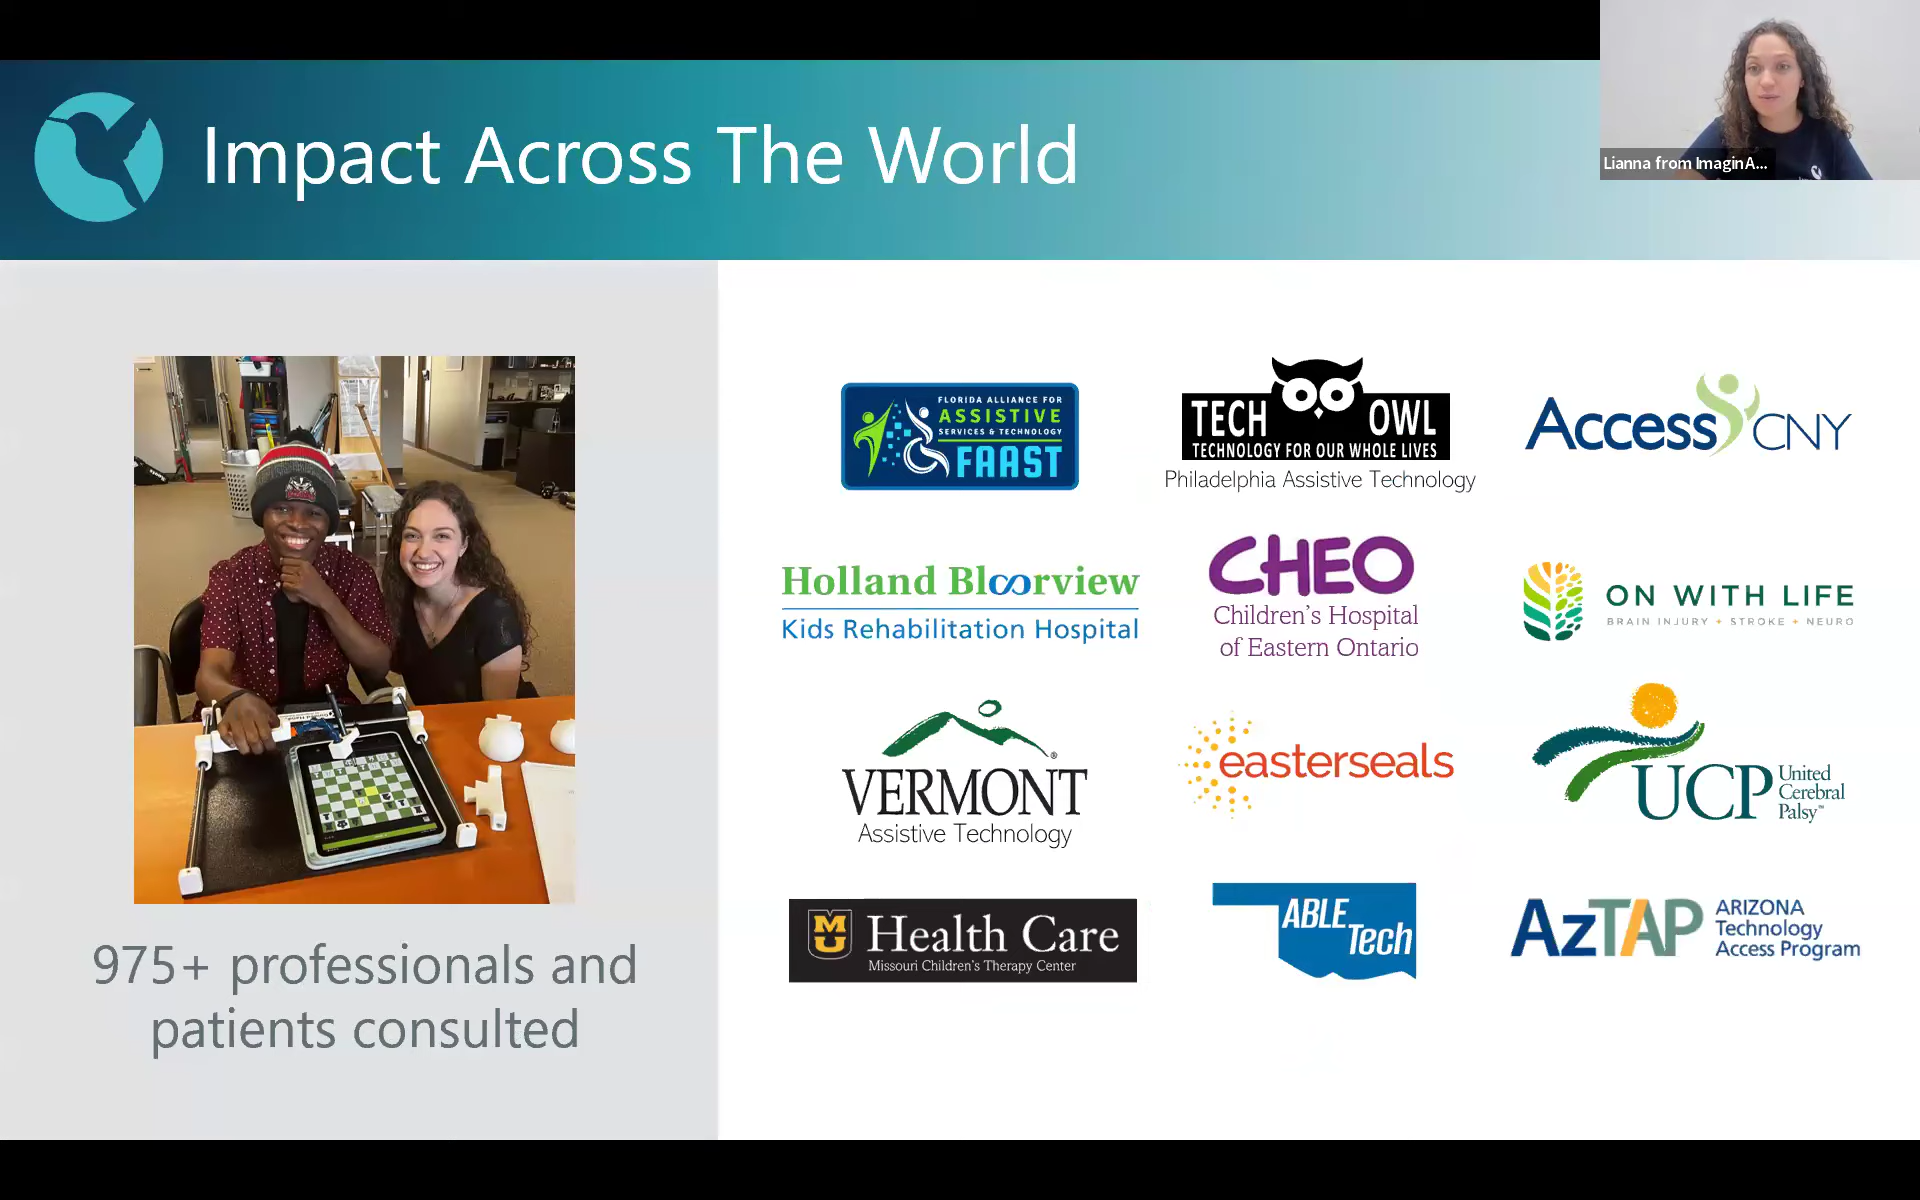 Impact Across The World
Lianna from ImaginA...
975+ professionals and
patients consulted
FLORIDA ALLIANCE FOR
ASSISTIVE
SERVICES & TECHNOLOGY
FAAST
TECH OWL
TECHNOLOGY FOR OUR WHOLE LIVES
Philadelphia Assistive Technology
Access CNY
Holland Bloorview
Kids Rehabilitation Hospital
CHEO
Children's Hospital
of Eastern Ontario
ON WITH LIFE
BRAIN INJURY + STROKE + NEURO
VERMONT®
Assistive Technology
easterseals
UCP
United
Cerebral
Palsy™
MU
Health Care
Missouri Children's Therapy Center
ABLE
Tech
AzTAP
ARIZONA
Technology
Access Program